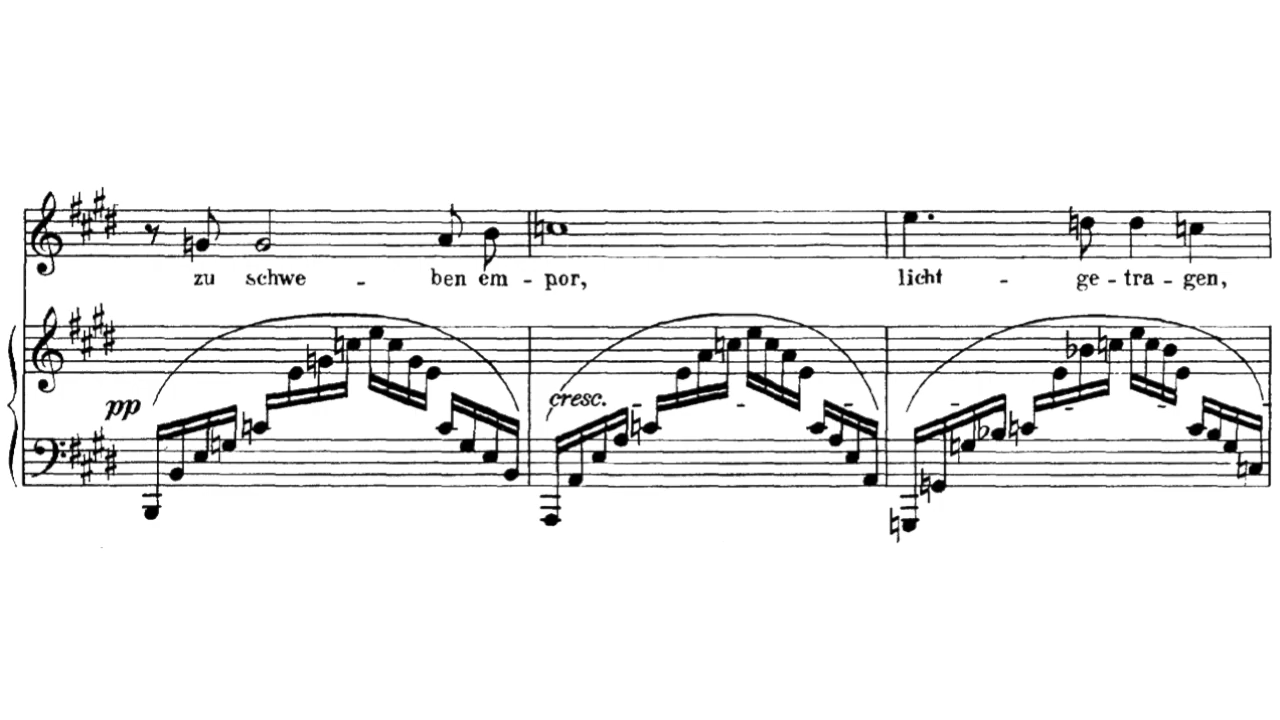 zu schwe - ben em - por, licht - ge - tra - gen,
pp cresc. - - - - - - -